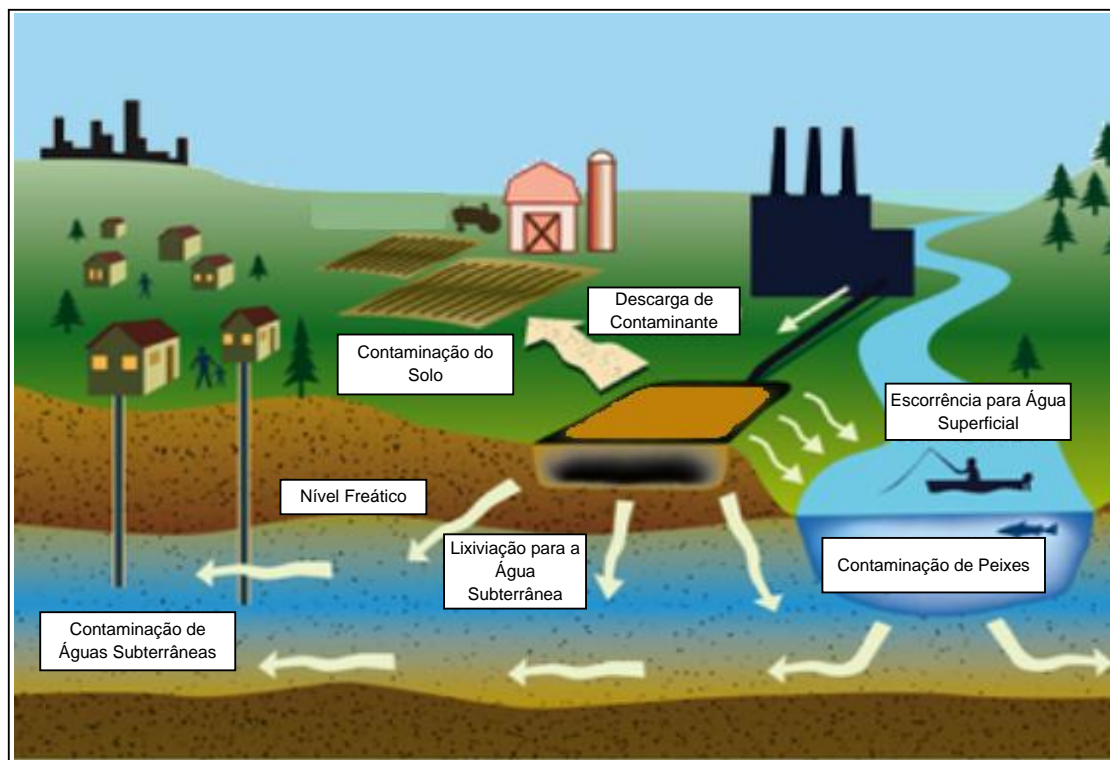 Descarga de
Contaminante
Contaminação do
Solo
Escorrência para Água
Superficial
Nível Freático
Lixiviação para a
Água
Subterrânea
Contaminação de Peixes
Contaminação de
Águas Subterrâneas